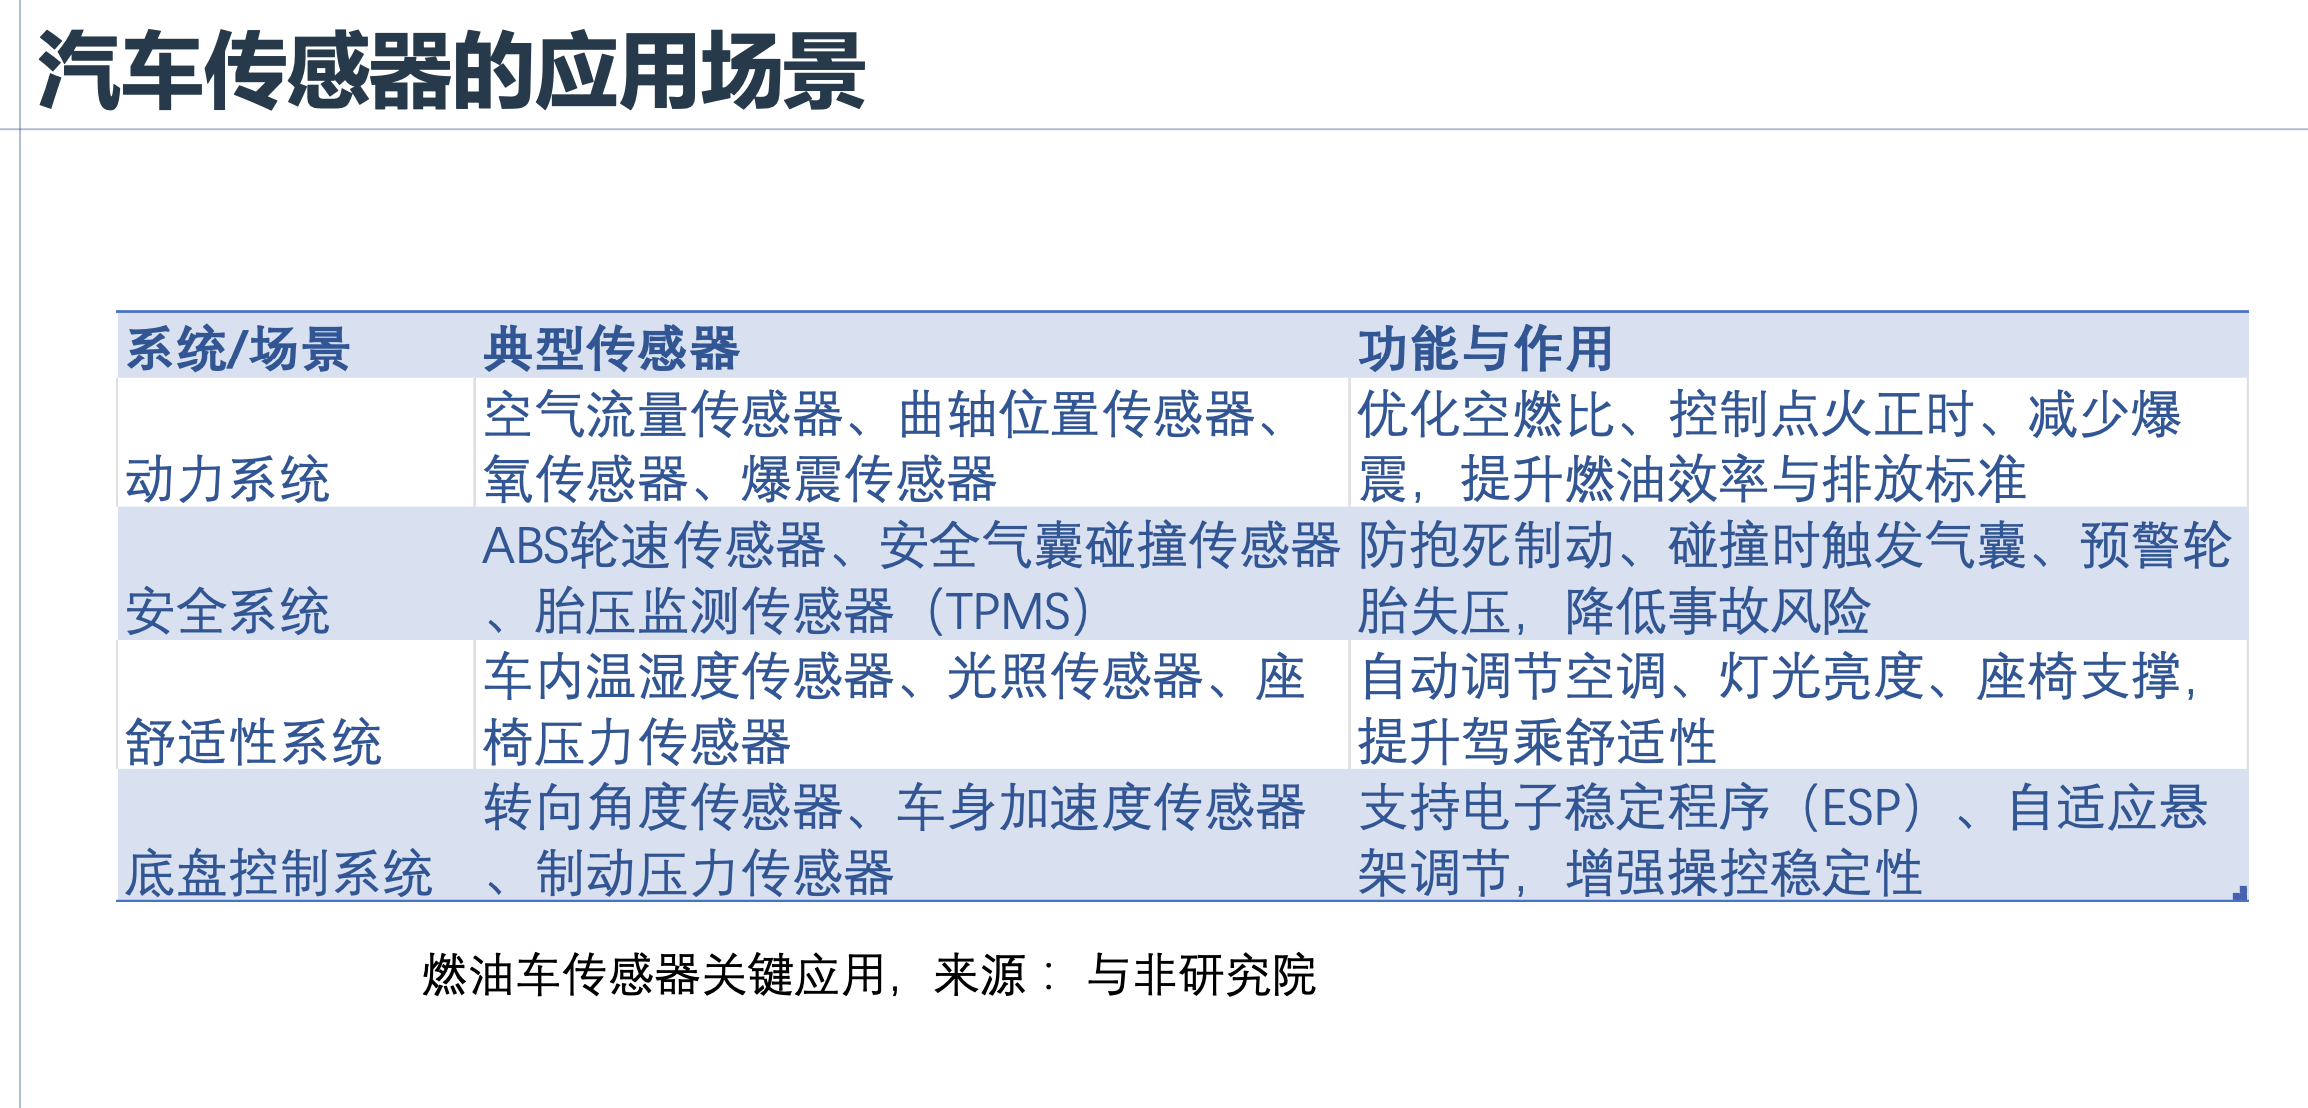 汽车传感器的应用场景
系统/场景 典型传感器 功能与作用
动力系统 空气流量传感器、曲轴位置传感器、
氧传感器、爆震传感器 优化空燃比、控制点火正时、减少爆
震，提升燃油效率与排放标准
安全系统 ABS轮速传感器、安全气囊碰撞传感器
、胎压监测传感器（TPMS） 防抱死制动、碰撞时触发气囊、预警轮
胎失压，降低事故风险
舒适性系统 车内温湿度传感器、光照传感器、座
椅压力传感器 自动调节空调、灯光亮度、座椅支撑，
提升驾乘舒适性
底盘控制系统 转向角度传感器、车身加速度传感器
、制动压力传感器 支持电子稳定程序（ESP）、自适应悬
架调节，增强操控稳定性
燃油车传感器关键应用，来源：与非研究院